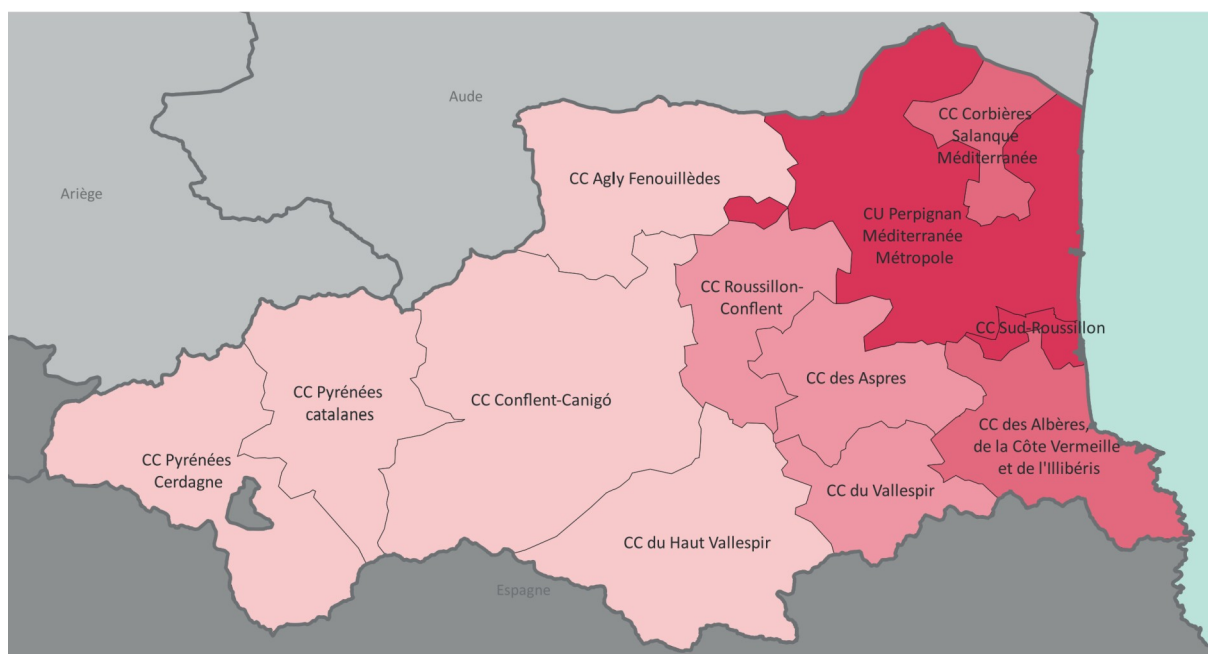 Aude
CC Corbières
Salanque
Méditerranée
CC Agly Fenouillèdes
Ariège
CU Perpignan
Méditerranée
Métropole
CC Roussillon-
Conflent
CC Sud-Roussillon
CC des Aspres
CC Pyrénées
catalanes
CC Conflent-Canigó
CC des Albères,
de la Côte Vermeille
et de l'Illibéris
CC Pyrénées
Cerdagne
CC du Vallespir
CC du Haut Vallespir
Espagne